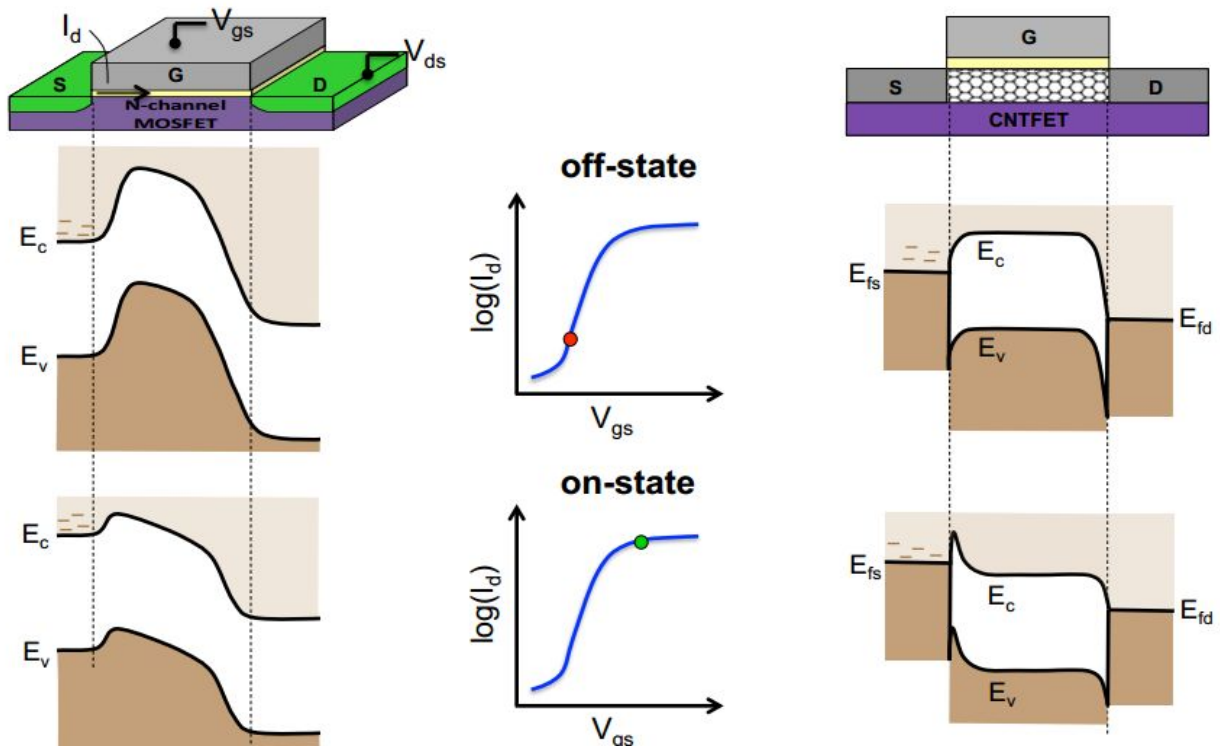 I_d
V_gs
V_ds
S
G
D
N-channel
MOSFET
G
S
D
CNTFET
off-state
E_c
E_v
log(I_d)
V_gs
E_fs
E_c
E_v
E_fd
on-state
E_c
E_v
log(I_d)
V_gs
E_fs
E_c
E_v
E_fd